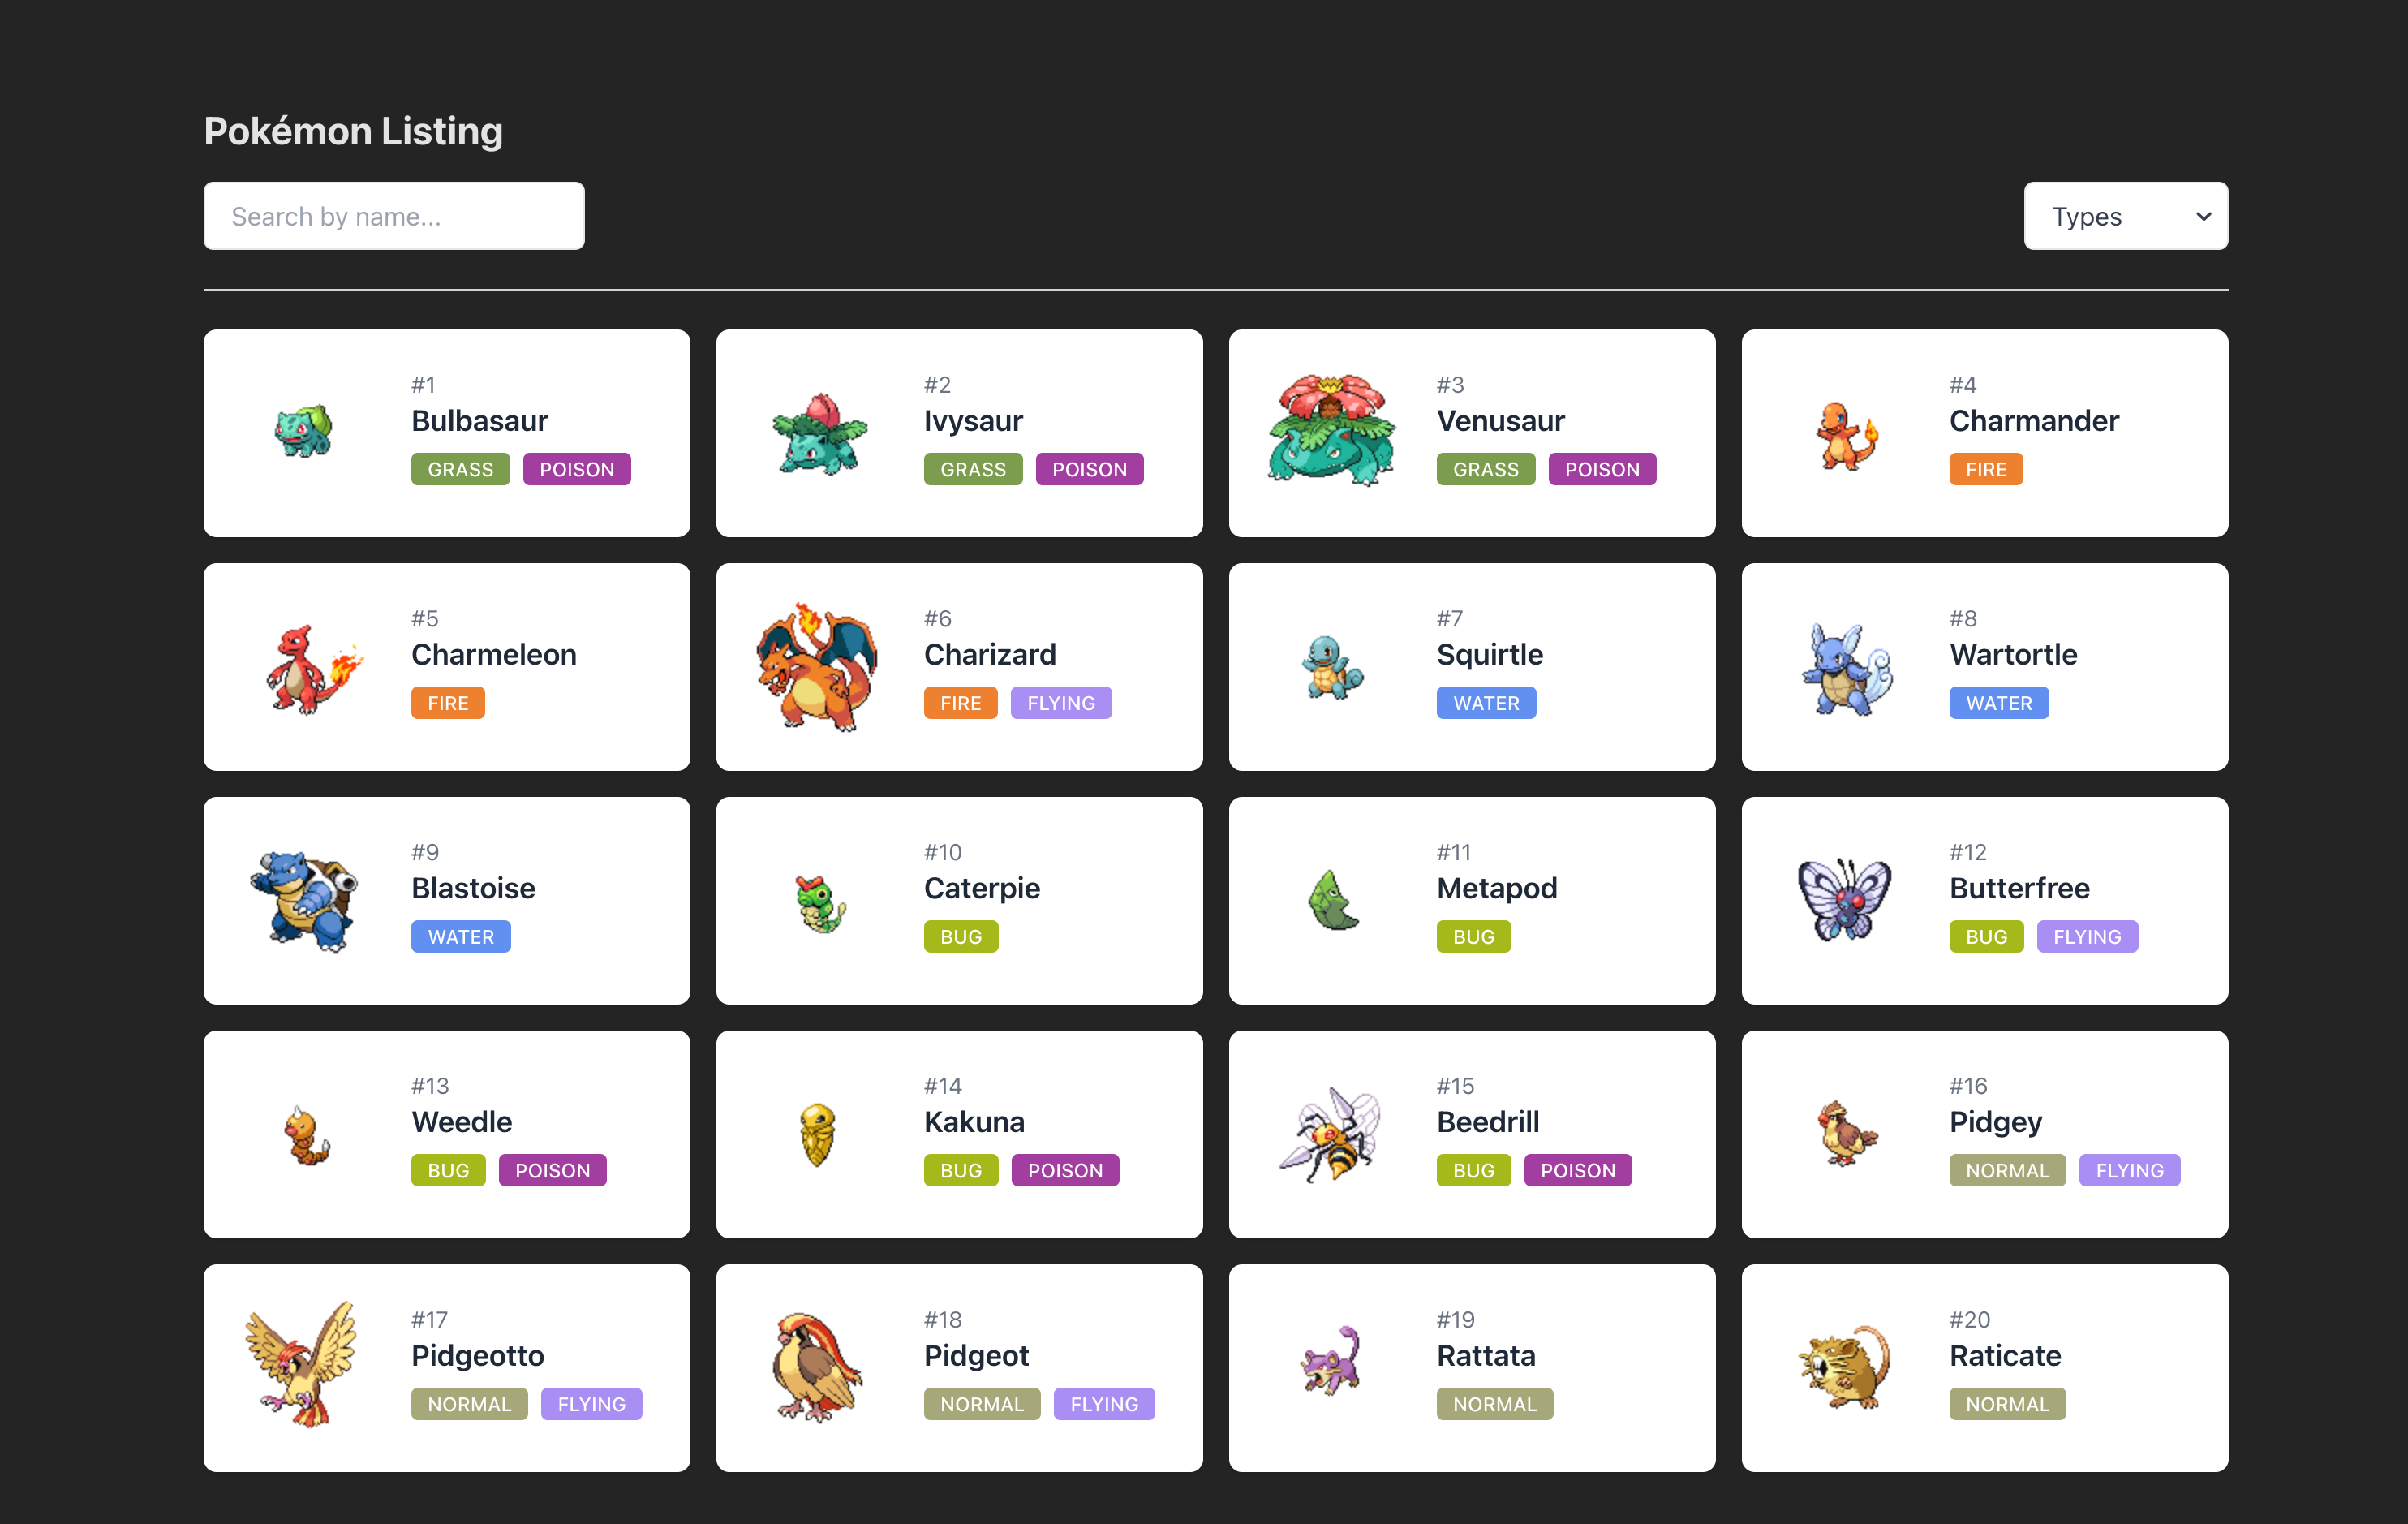 Pokémon Listing
Search by name...
Types
#1
Bulbasaur
GRASS POISON
#2
Ivysaur
GRASS POISON
#3
Venusaur
GRASS POISON
#4
Charmander
FIRE
#5
Charmeleon
FIRE
#6
Charizard
FIRE FLYING
#7
Squirtle
WATER
#8
Wartortle
WATER
#9
Blastoise
WATER
#10
Caterpie
BUG
#11
Metapod
BUG
#12
Butterfree
BUG FLYING
#13
Weedle
BUG POISON
#14
Kakuna
BUG POISON
#15
Beedrill
BUG POISON
#16
Pidgey
NORMAL FLYING
#17
Pidgeotto
NORMAL FLYING
#18
Pidgeot
NORMAL FLYING
#19
Rattata
NORMAL
#20
Raticate
NORMAL